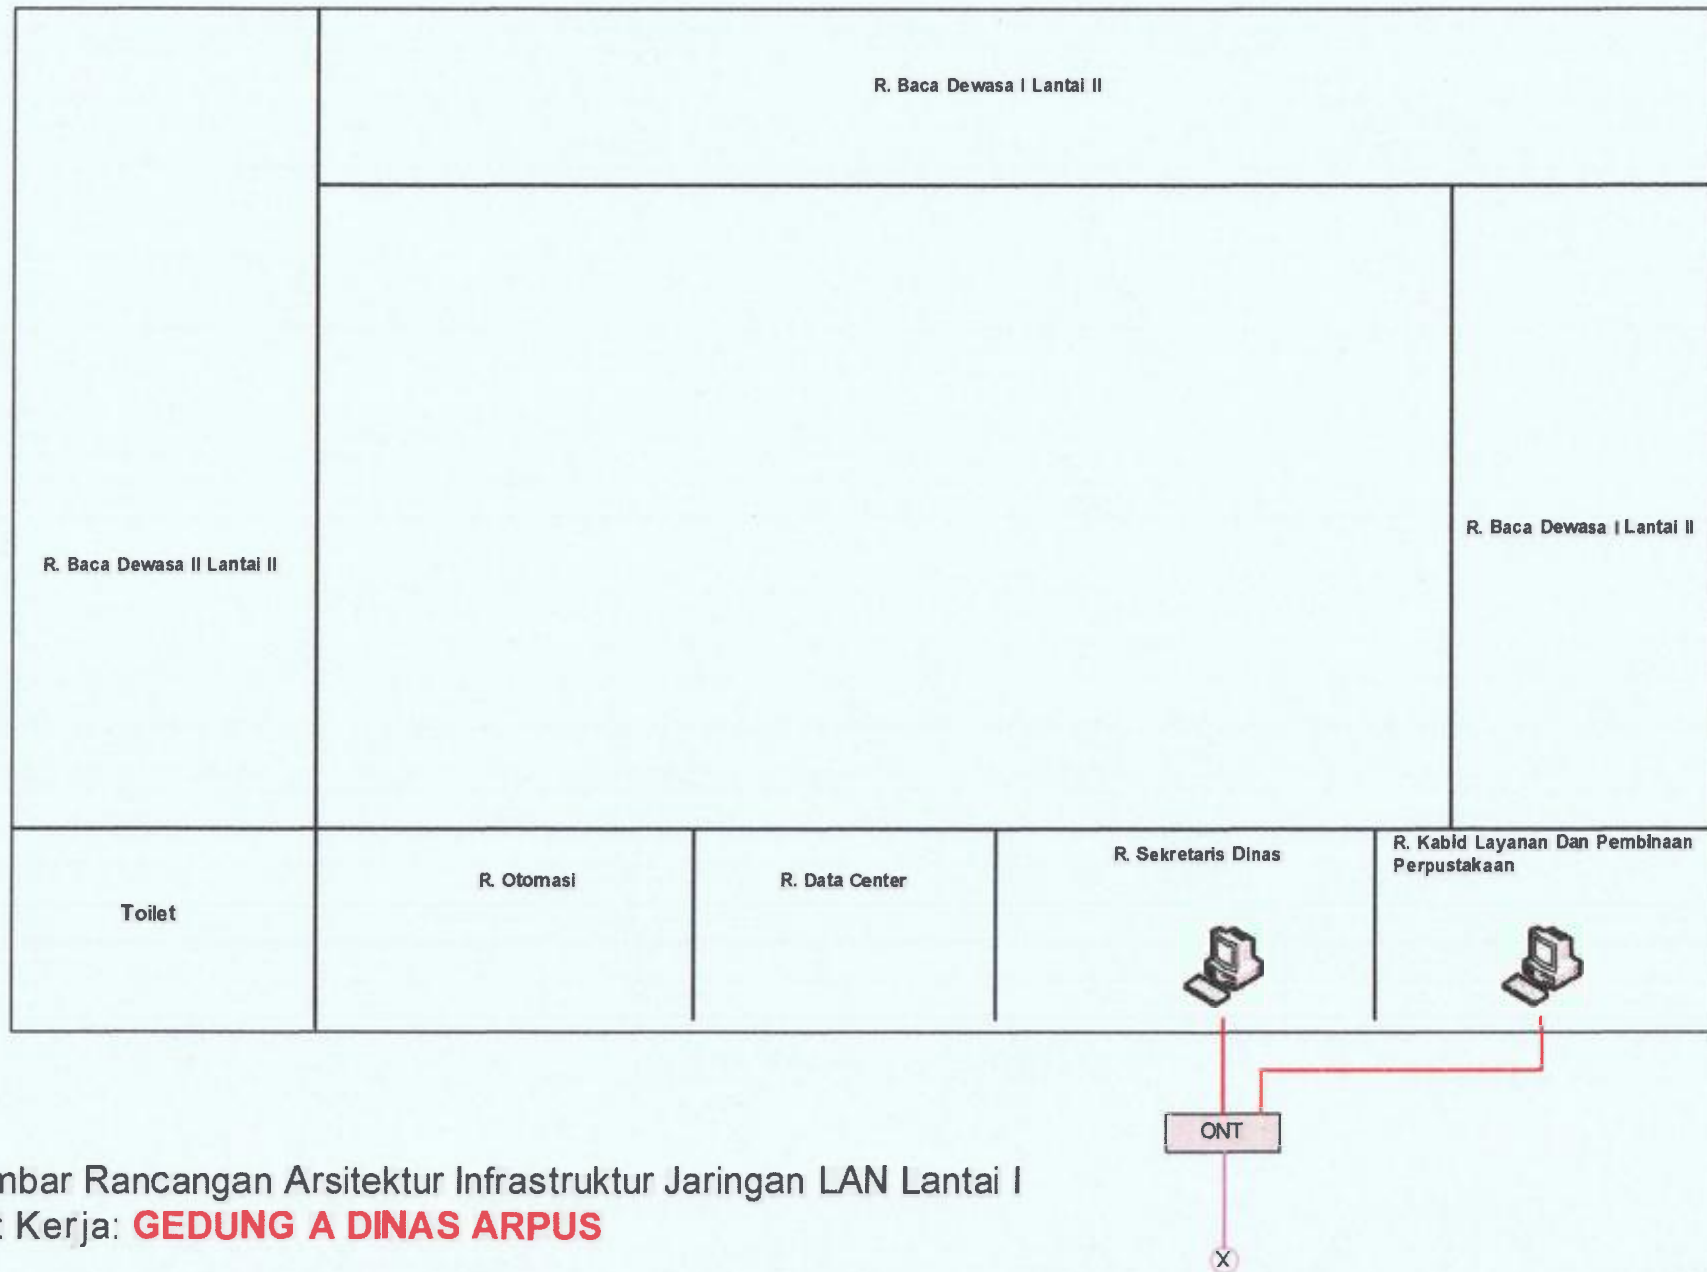 R. Baca Dewasa I Lantai II
R. Baca Dewasa II Lantai II
R. Baca Dewasa I Lantai II
Toilet
R. Otomasi
R. Data Center
R. Sekretaris Dinas
R. Kabid Layanan Dan Pembinaan
Perpustakaan
ONT
mbar Rancangan Arsitektur Infrastruktur Jaringan LAN Lantai I
: Kerja: GEDUNG A DINAS ARPUS
X